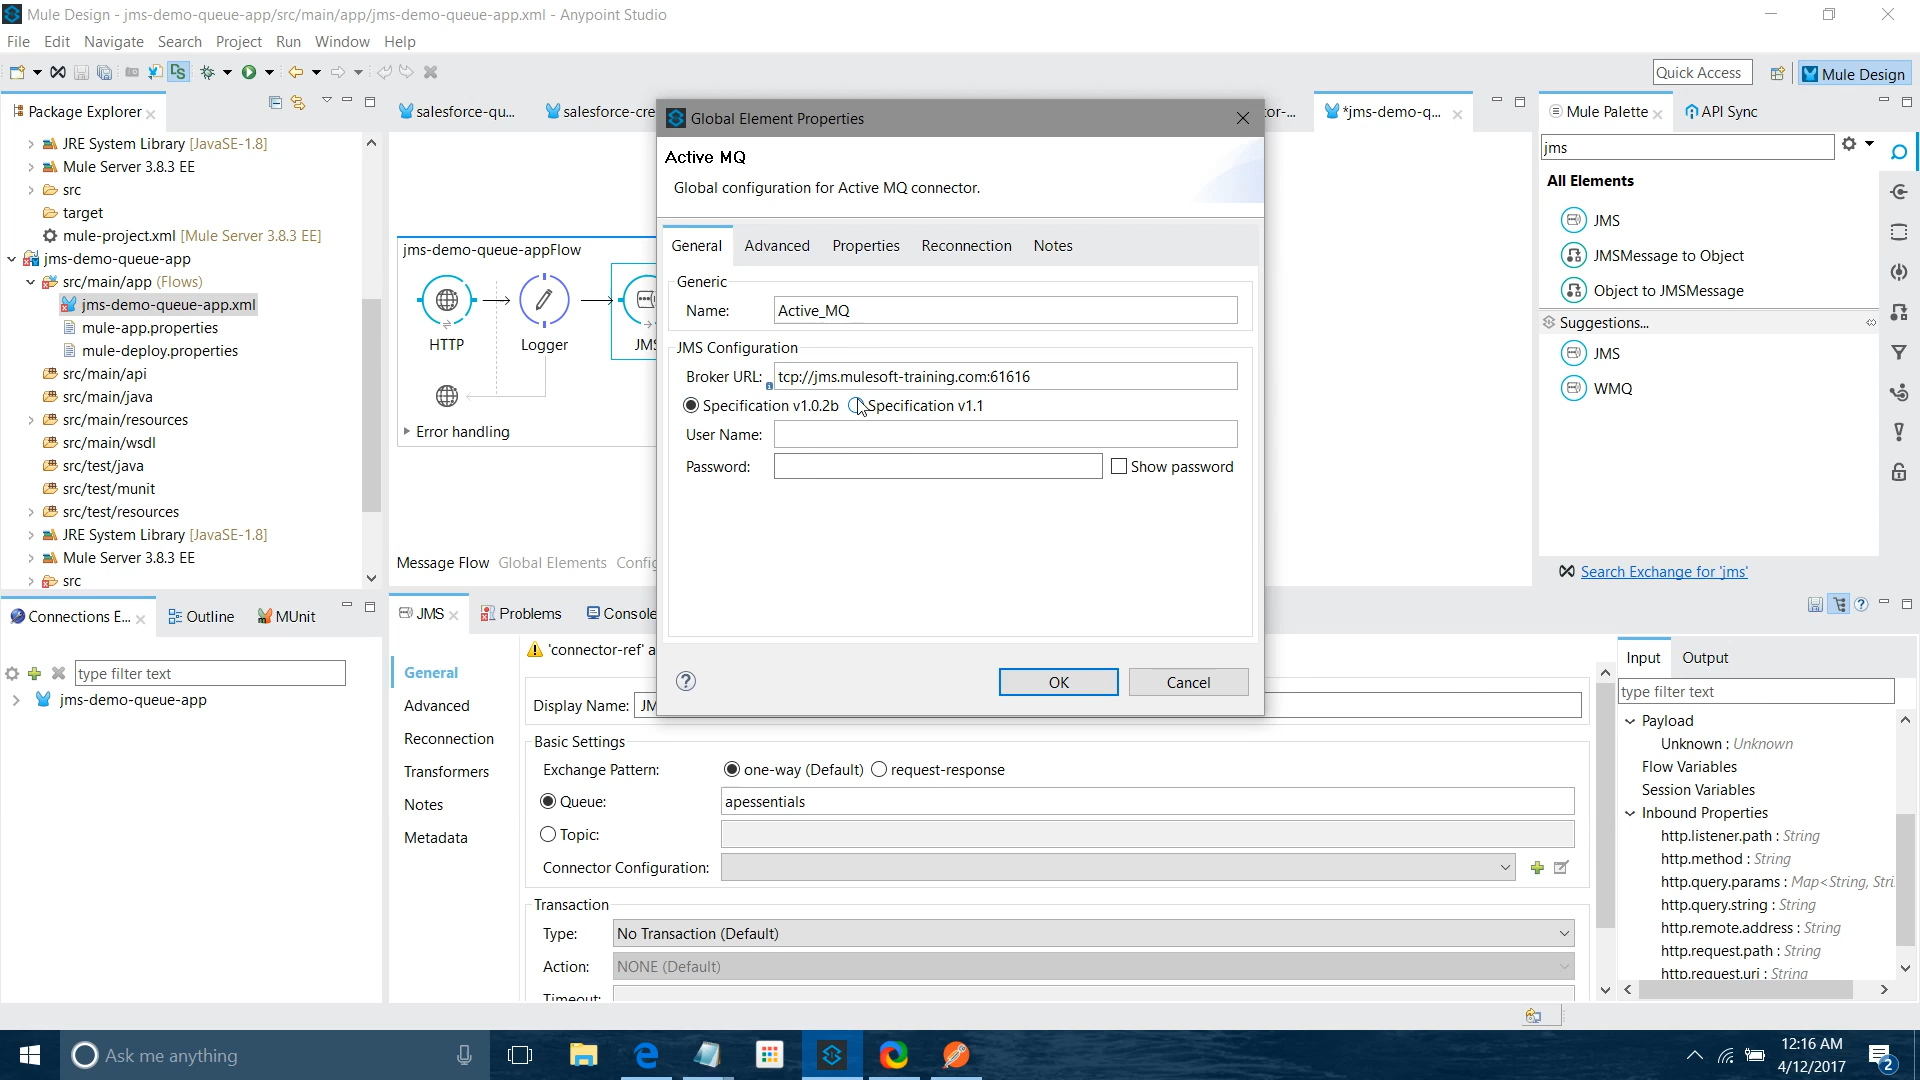 Mule Design - jms-demo-queue-app/src/main/app/jms-demo-queue-app.xml - Anypoint Studio
File Edit Navigate Search Project Run Window Help
Quick Access
Mule Design
Package Explorer
JRE System Library [JavaSE-1.8]
Mule Server 3.8.3 EE
src
target
mule-project.xml [Mule Server 3.8.3 EE]
jms-demo-queue-app
src/main/app (Flows)
jms-demo-queue-app.xml
mule-app.properties
mule-deploy.properties
src/main/api
src/main/java
src/main/resources
src/main/wsdl
src/test/java
src/test/munit
src/test/resources
JRE System Library [JavaSE-1.8]
Mule Server 3.8.3 EE
src
Connections E... Outline MUnit
type filter text
jms-demo-queue-app
salesforce-qu... salesforce-cre or-... *jms-demo-q...
jms-demo-queue-appFlow
HTTP Logger JMS
Error handling
Message Flow Global Elements Config
Global Element Properties
Active MQ
Global configuration for Active MQ connector.
General Advanced Properties Reconnection Notes
Generic
Name: Active_MQ
JMS Configuration
Broker URL: tcp://jms.mulesoft-training.com:61616
Specification v1.0.2b Specification v1.1
User Name:
Password: Show password
OK Cancel
JMS Problems Console
'connector-ref' a
General
Advanced
Reconnection
Transformers
Notes
Metadata
Display Name: JM
Basic Settings
Exchange Pattern: one-way (Default) request-response
Queue: apessentials
Topic:
Connector Configuration:
Transaction
Type: No Transaction (Default)
Action: NONE (Default)
Timeout:
Mule Palette API Sync
jms
All Elements
JMS
JMSMessage to Object
Object to JMSMessage
Suggestions...
JMS
WMQ
Search Exchange for 'jms'
Input Output
type filter text
Payload
Unknown : Unknown
Flow Variables
Session Variables
Inbound Properties
http.listener.path : String
http.method : String
http.query.params : Map<String, Stri
http.query.string : String
http.remote.address : String
http.request.path : String
http.request.uri : String
Ask me anything
12:16 AM
4/12/2017
2